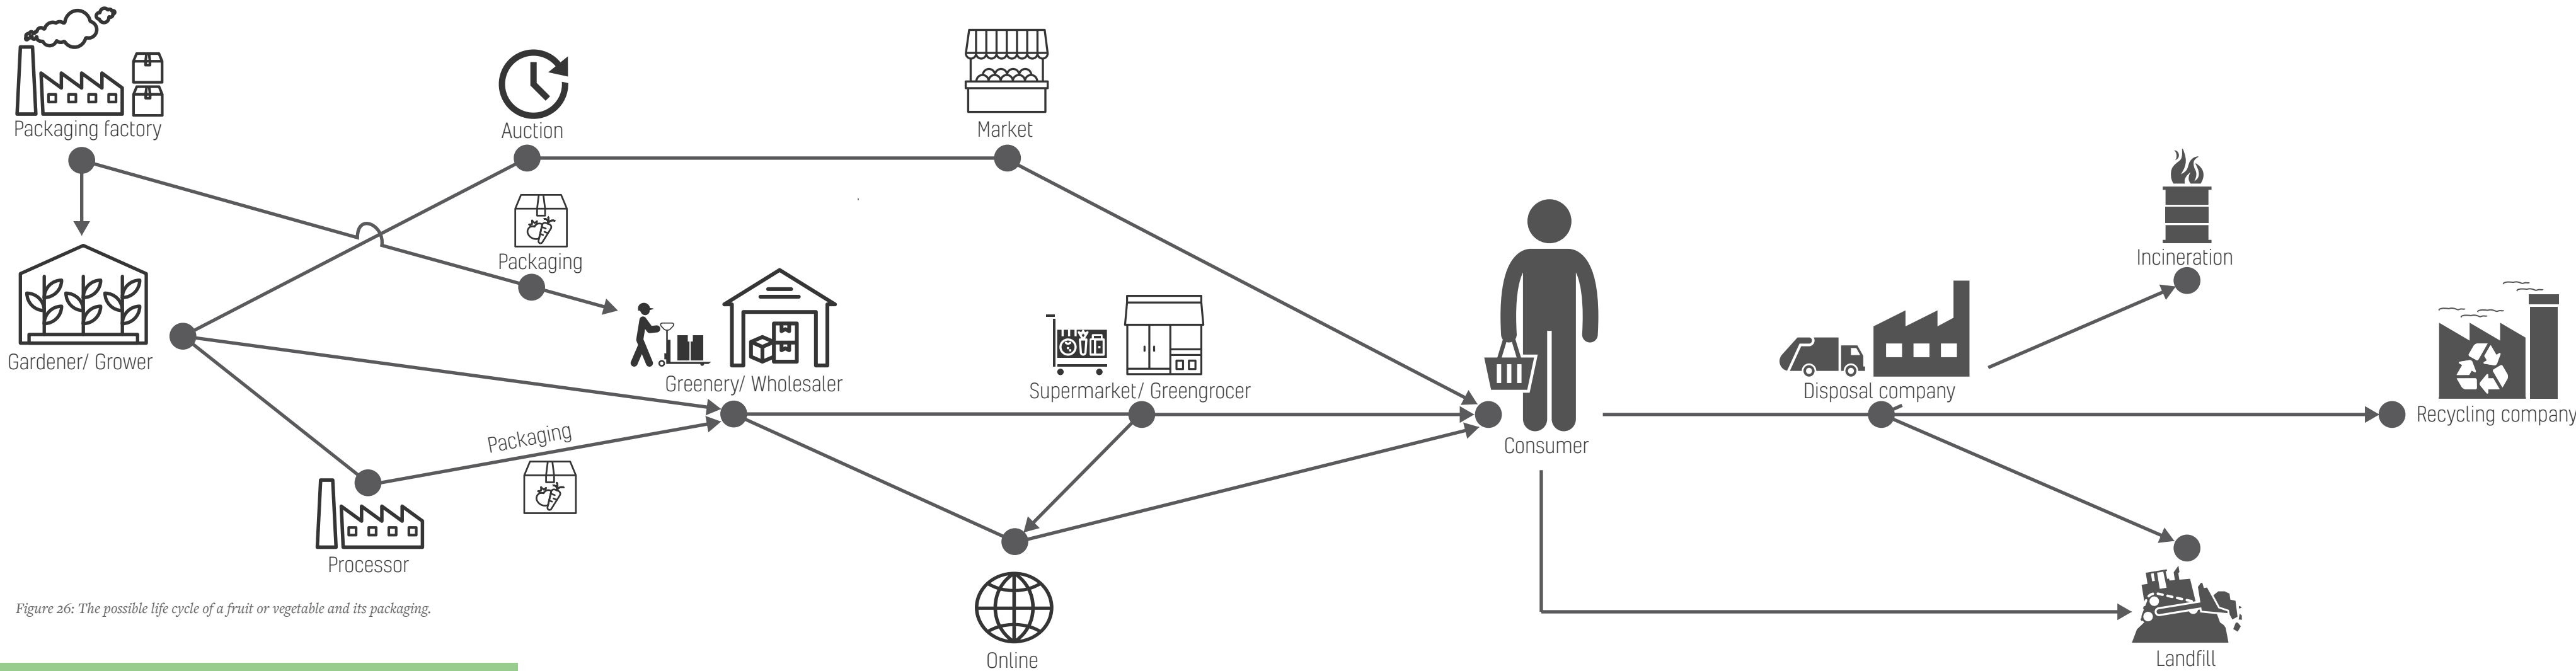 Packaging factory
Auction
Market
Packaging
Incineration
Gardener/ Grower
Greenery/ Wholesaler
Supermarket/ Greengrocer
Disposal company
Recycling company
Packaging
Consumer
Processor
Figure 26: The possible life cycle of a fruit or vegetable and its packaging.
Online
Landfill